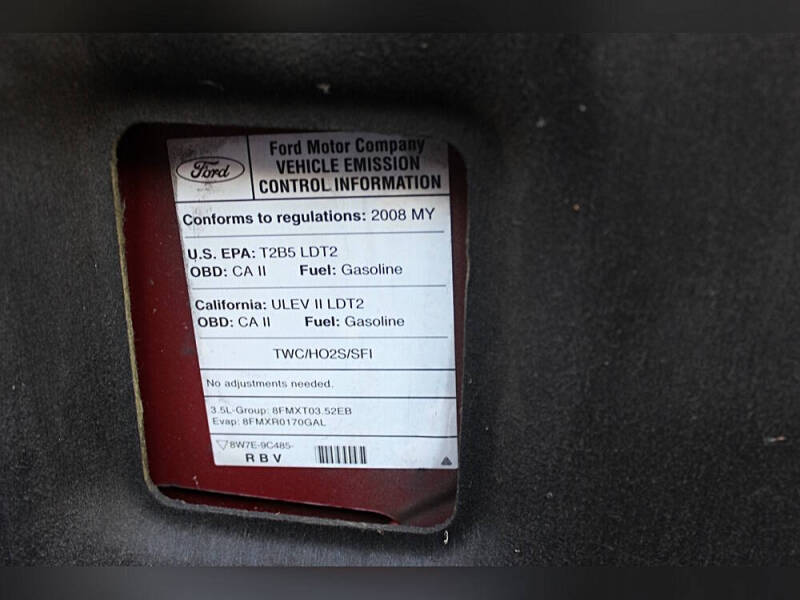 Ford
Ford Motor Company
VEHICLE EMISSION
CONTROL INFORMATION
Conforms to regulations: 2008 MY
U.S. EPA: T2B5 LDT2
OBD: CA II Fuel: Gasoline
California: ULEV II LDT2
OBD: CA II Fuel: Gasoline
TWC/HO2S/SFI
No adjustments needed.
3.5L-Group: 8FMXT03.52EB
Evap: 8FMXR0170GAL
8W7E-9C485-
R B V